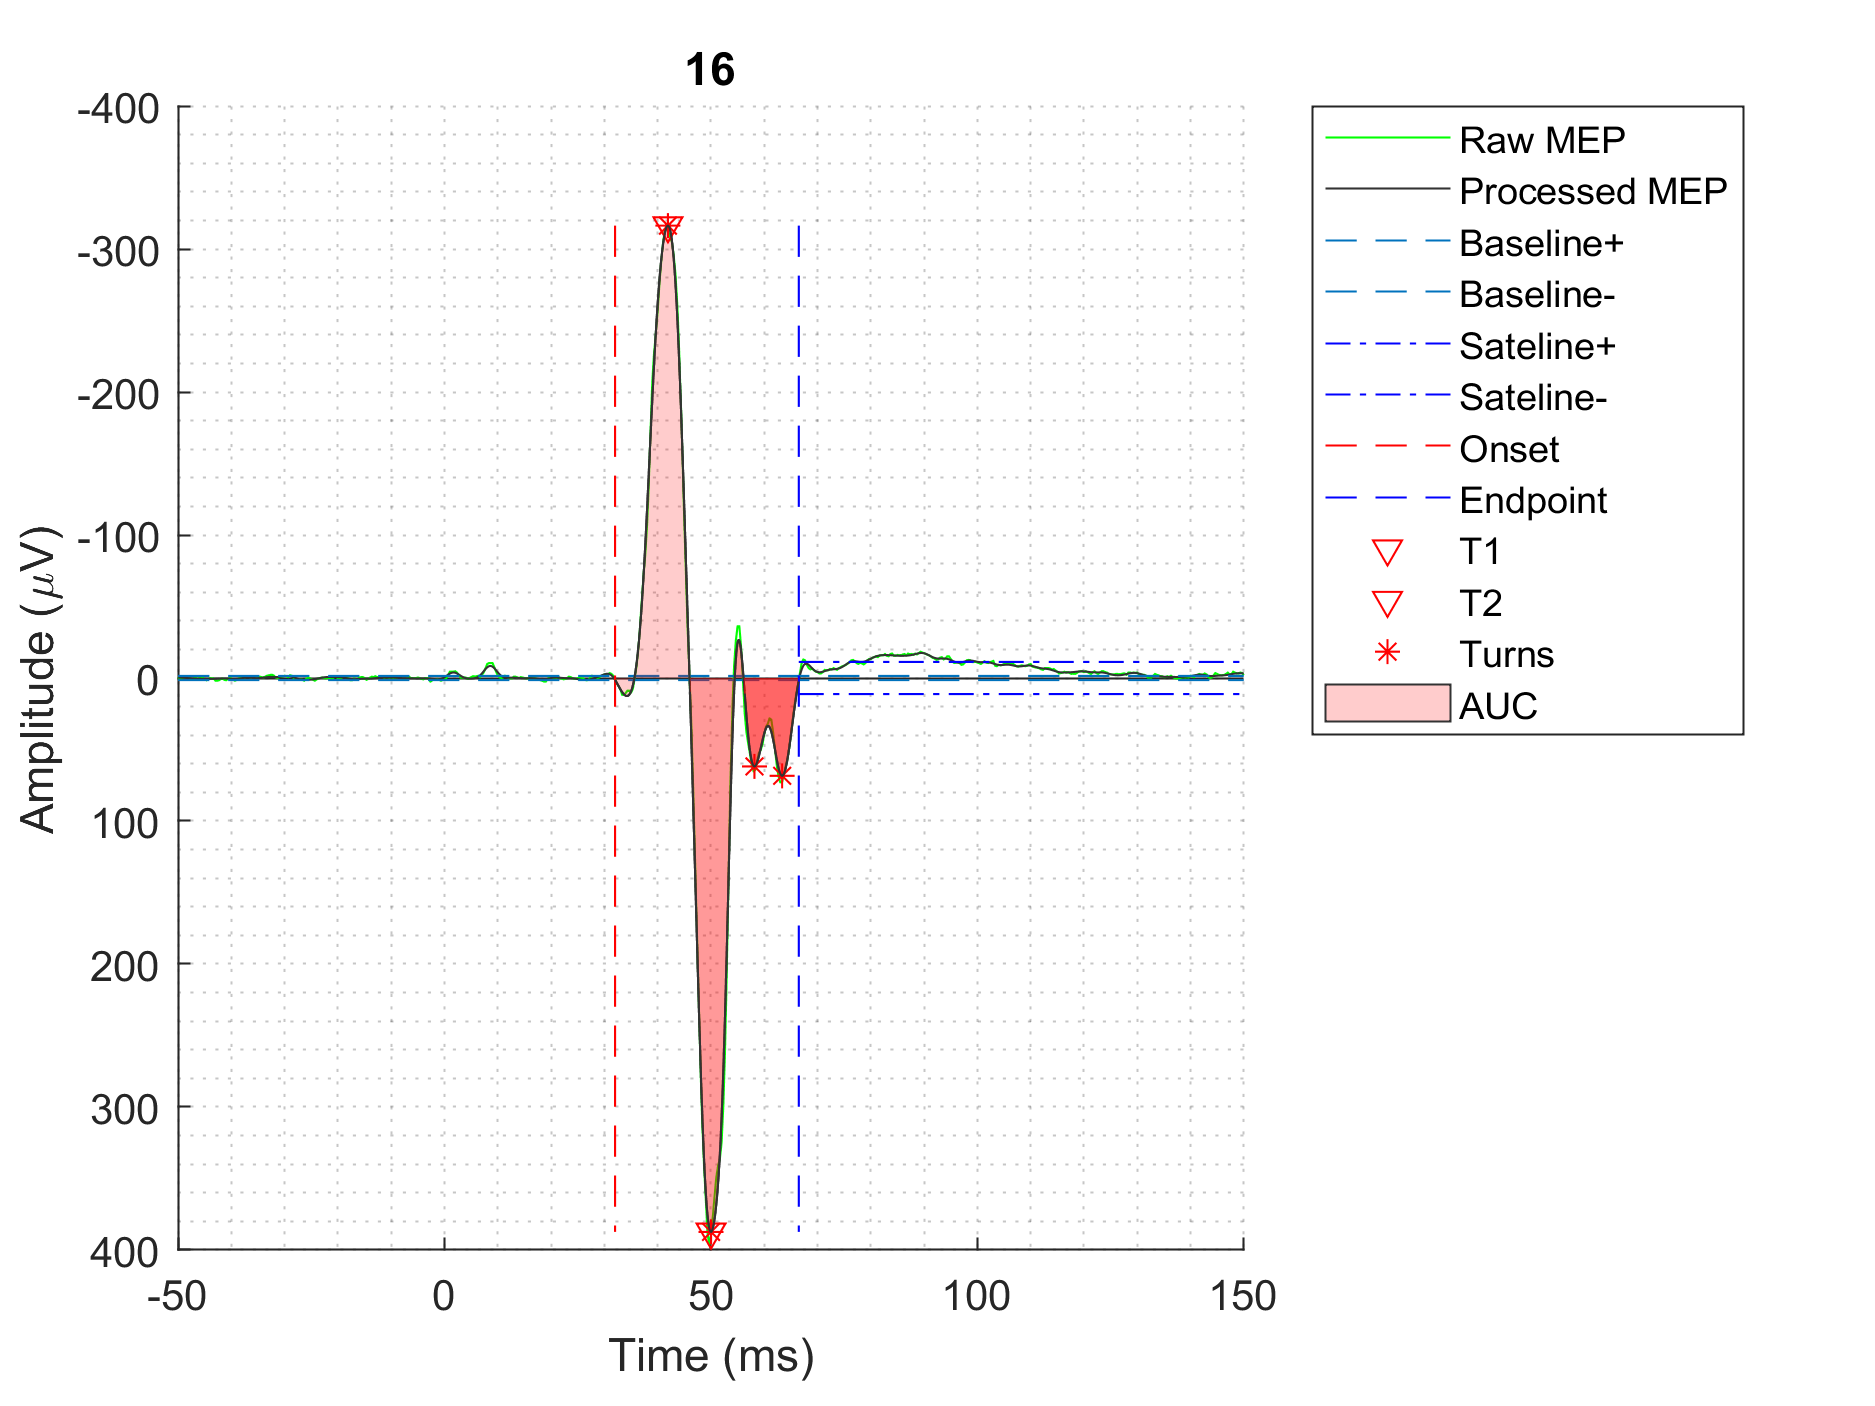 16
-400
-300
-200
-100
0
100
200
300
400
Amplitude (μV)
-50 0 50 100 150
Time (ms)
Raw MEP
Processed MEP
Baseline+
Baseline-
Sateline+
Sateline-
Onset
Endpoint
T1
T2
Turns
AUC